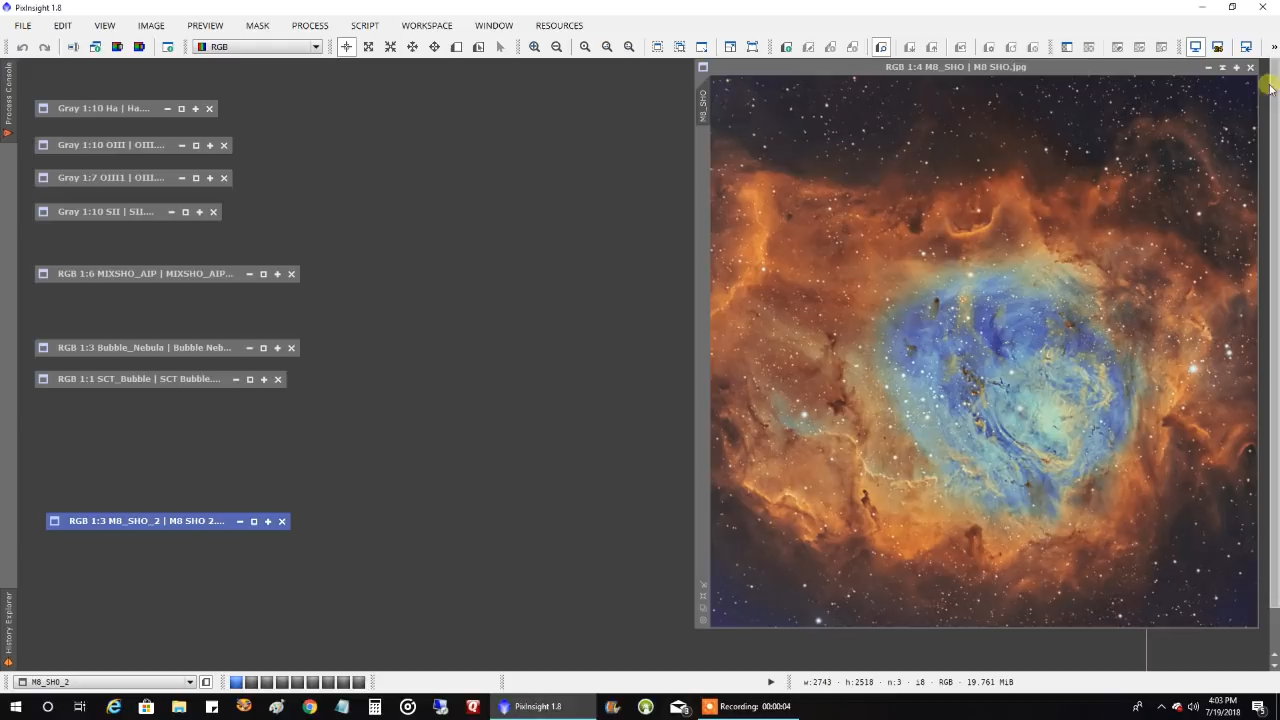 PixInsight 1.8
FILE EDIT VIEW IMAGE PREVIEW MASK PROCESS SCRIPT WORKSPACE WINDOW RESOURCES
RGB
Process Console
RGB 1:4 M8_SHO | M8 SHO.jpg
M8_SHO
Gray 1:10 Ha | Ha....
Gray 1:10 OIII | OIII....
Gray 1:7 OIII1 | OIII....
Gray 1:10 SII | SII....
RGB 1:6 MIXSHO_AIP | MIXSHO_AIP...
RGB 1:3 Bubble_Nebula | Bubble Neb...
RGB 1:1 SCT_Bubble | SCT Bubble....
RGB 1:3 M8_SHO_2 | M8 SHO 2....
History Explorer
M8_SHO_2
w:2743 · h:2518 · n:3 · i8 · RGB · 19.761 MiB
PixInsight 1.8
Recording: 00:00:04
4:03 PM
7/19/2018